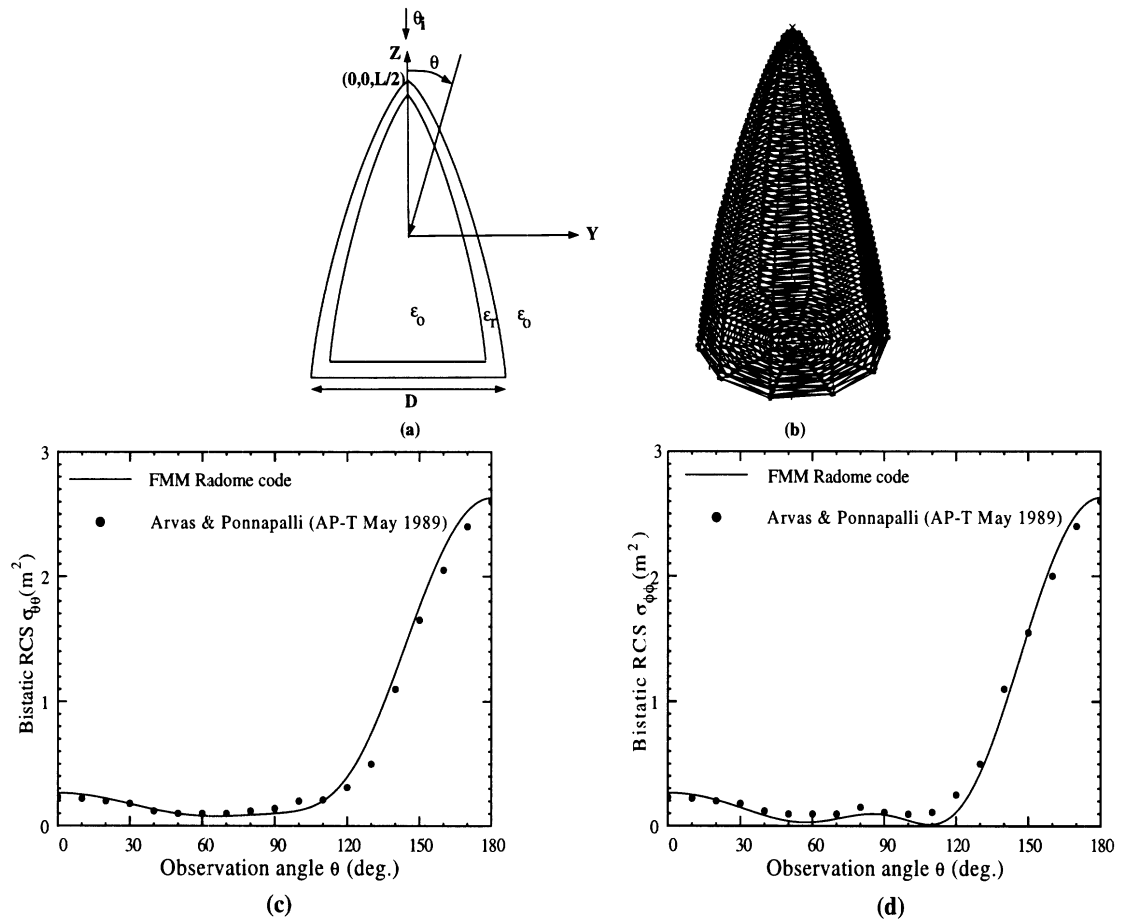 θi
Z
θ
(0,0,L/2)
Y
εo
εr
εo
D
(a)
(b)
3
FMM Radome code
Arvas & Ponnapalli (AP-T May 1989)
2
1
0
Bistatic RCS σθθ(m2)
0 30 60 90 120 150 180
Observation angle θ (deg.)
(c)
3
FMM Radome code
Arvas & Ponnapalli (AP-T May 1989)
2
1
0
Bistatic RCS σϕϕ(m2)
0 30 60 90 120 150 180
Observation angle θ (deg.)
(d)